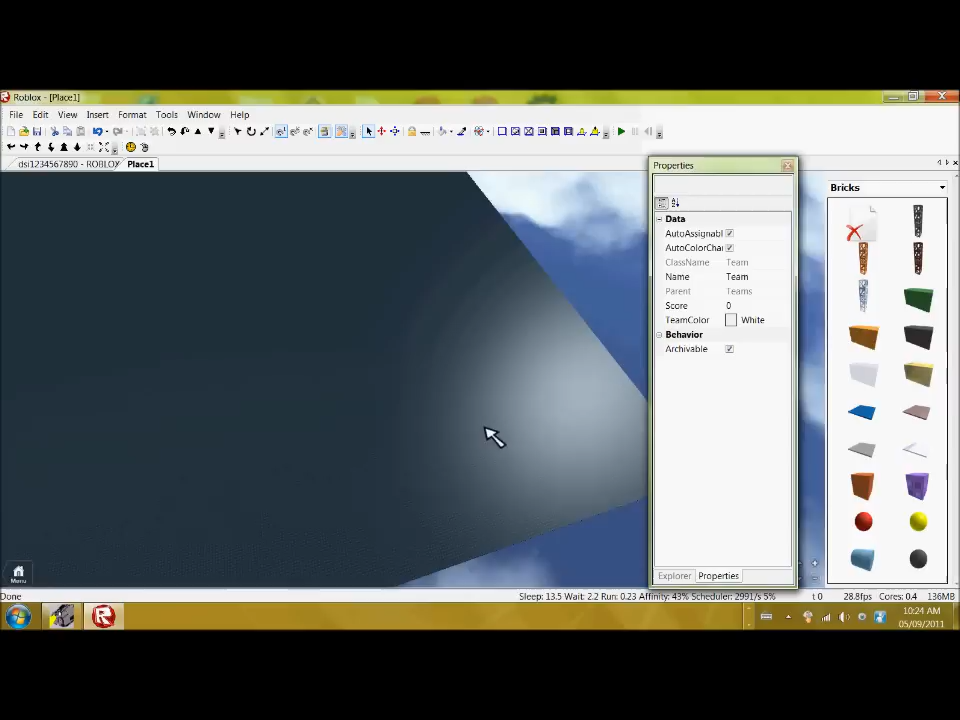 Roblox - [Place1]
File Edit View Insert Format Tools Window Help
dsi1234567890 - ROBLOX Place1
Properties
Data
AutoAssignabl
AutoColorChar
ClassName Team
Name Team
Parent Teams
Score 0
TeamColor White
Behavior
Archivable
Explorer Properties
Bricks
Menu
Done Sleep: 13.5 Wait: 2.2 Run: 0.23 Affinity: 43% Scheduler: 2991/s 5% t 0 28.8fps Cores: 0.4 136MB
10:24 AM
05/09/2011